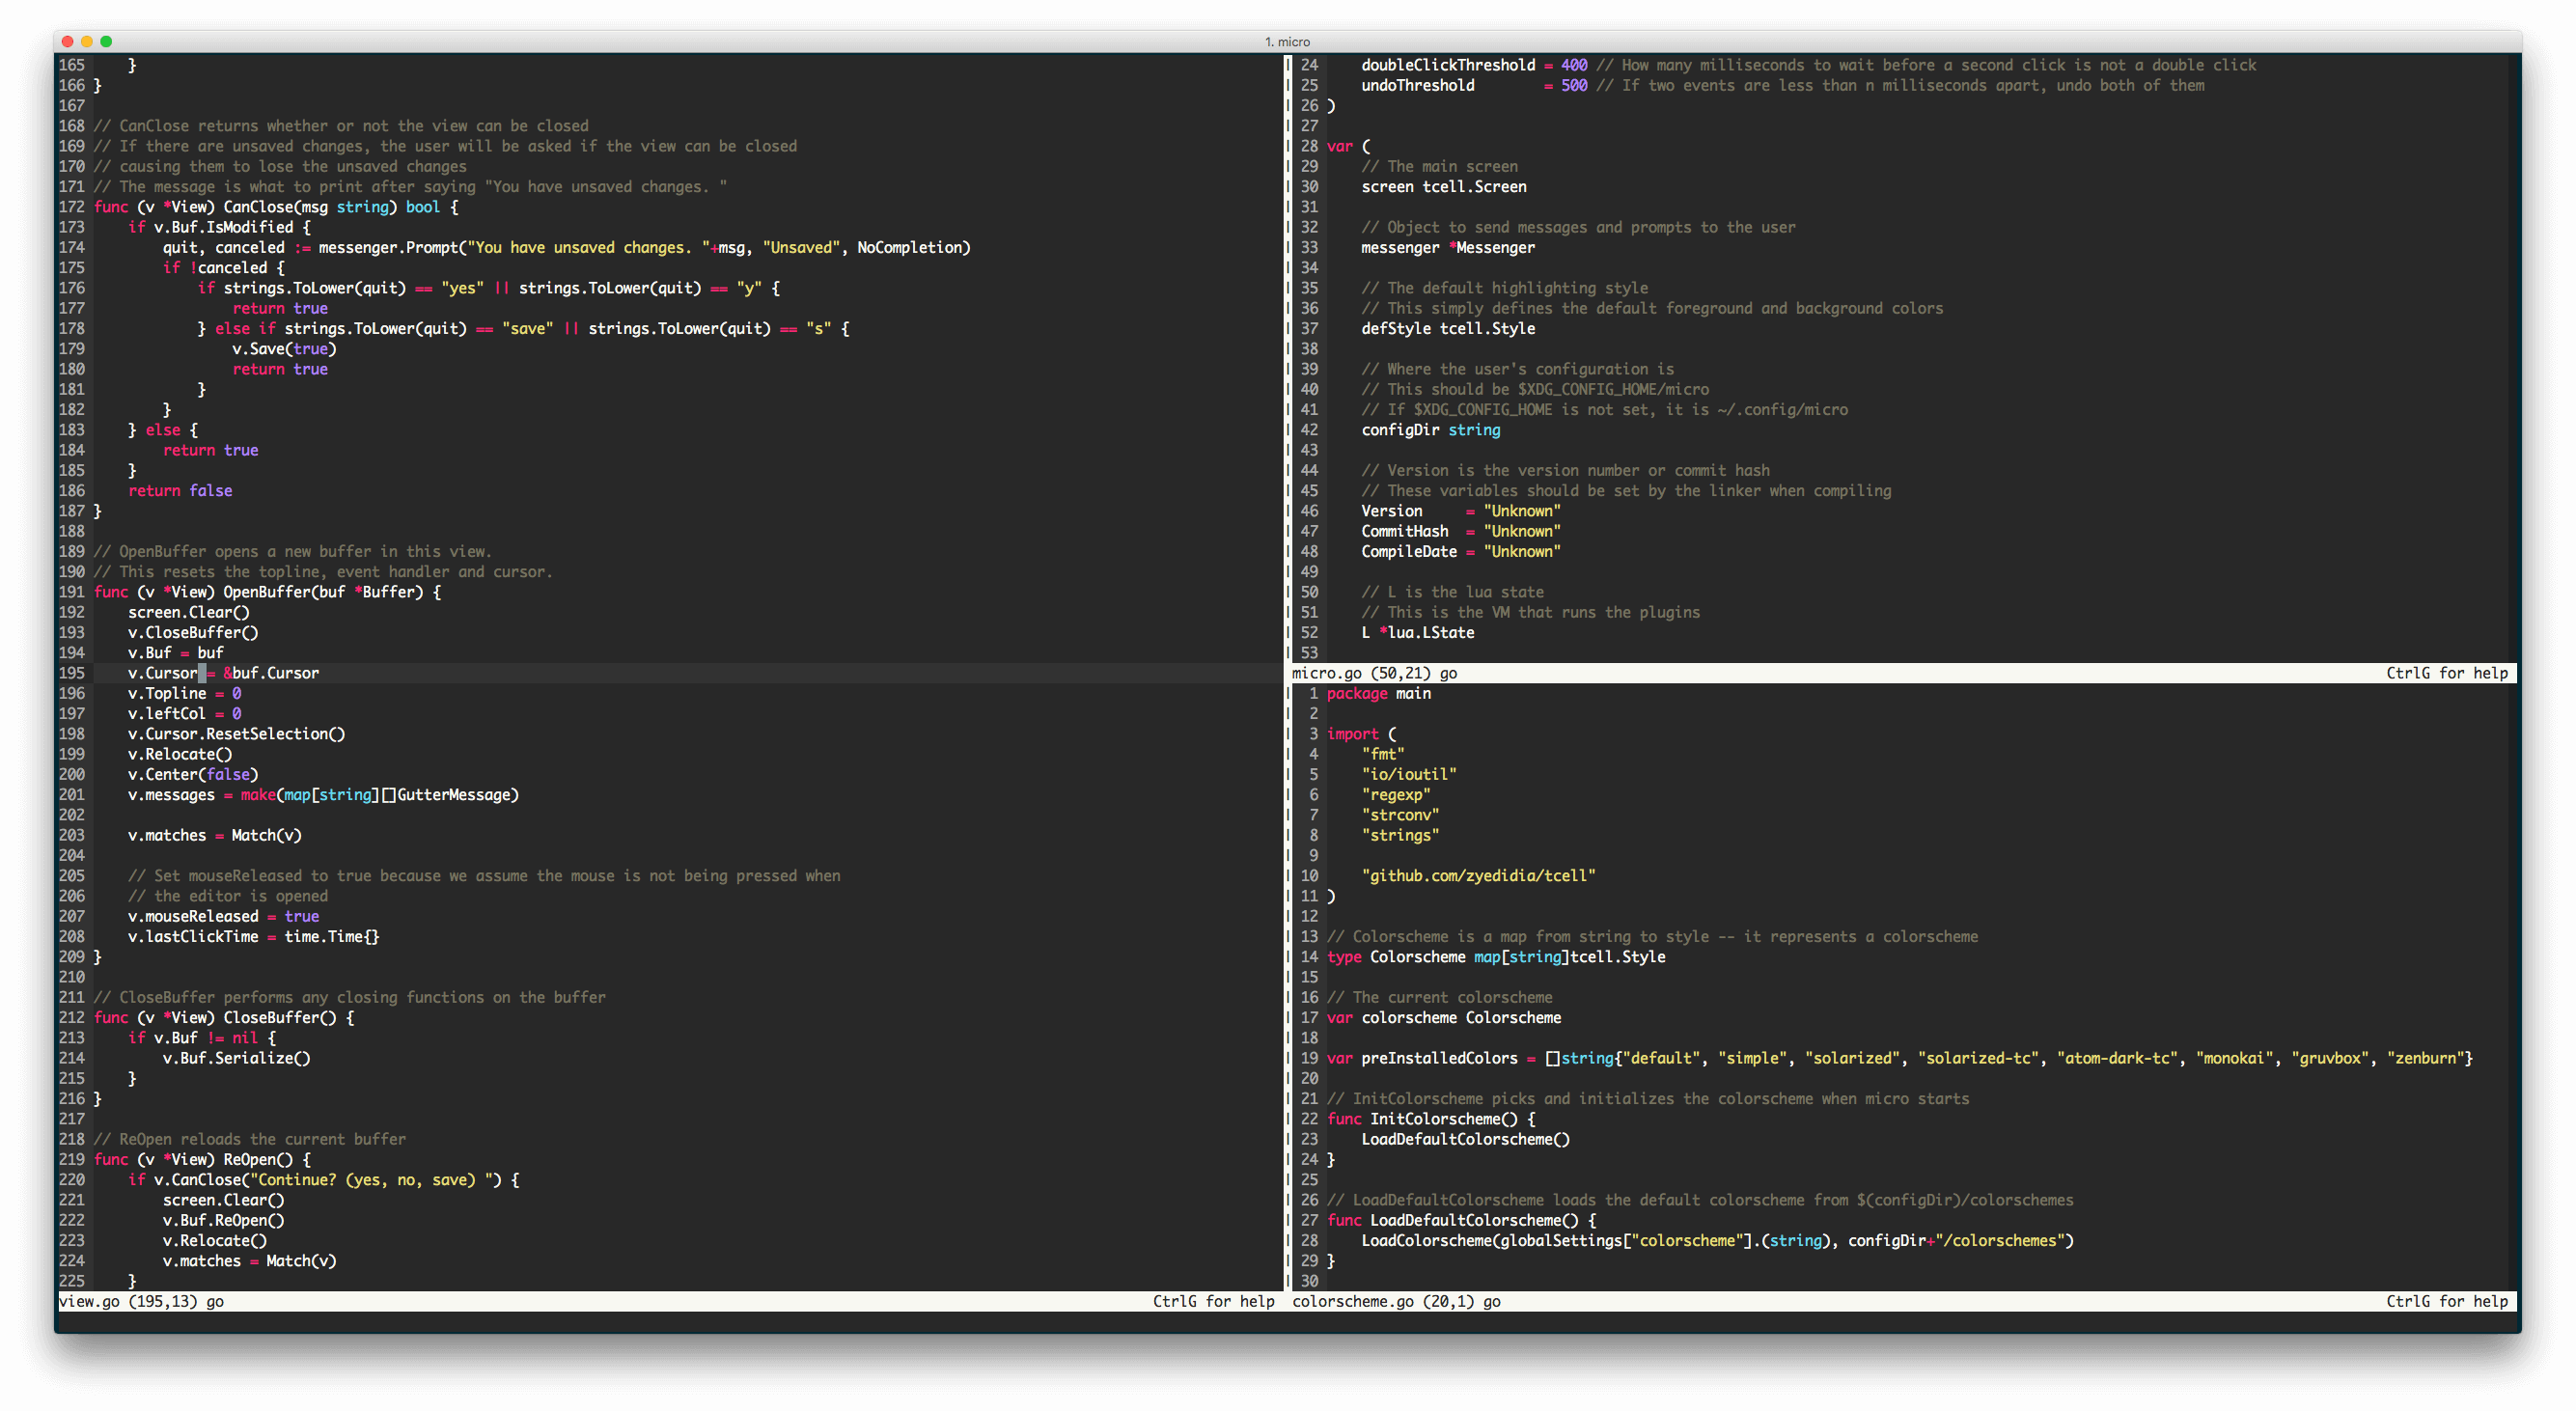 1. micro
165     }
166 }
167
168 // CanClose returns whether or not the view can be closed
169 // If there are unsaved changes, the user will be asked if the view can be closed
170 // causing them to lose the unsaved changes
171 // The message is what to print after saying "You have unsaved changes. "
172 func (v *View) CanClose(msg string) bool {
173     if v.Buf.IsModified {
174         quit, canceled := messenger.Prompt("You have unsaved changes. "+msg, "Unsaved", NoCompletion)
175         if !canceled {
176             if strings.ToLower(quit) == "yes" || strings.ToLower(quit) == "y" {
177                 return true
178             } else if strings.ToLower(quit) == "save" || strings.ToLower(quit) == "s" {
179                 v.Save(true)
180                 return true
181             }
182         }
183     } else {
184         return true
185     }
186     return false
187 }
188
189 // OpenBuffer opens a new buffer in this view.
190 // This resets the topline, event handler and cursor.
191 func (v *View) OpenBuffer(buf *Buffer) {
192     screen.Clear()
193     v.CloseBuffer()
194     v.Buf = buf
195     v.Cursor = &buf.Cursor
196     v.Topline = 0
197     v.leftCol = 0
198     v.Cursor.ResetSelection()
199     v.Relocate()
200     v.Center(false)
201     v.messages = make(map[string][]GutterMessage)
202
203     v.matches = Match(v)
204
205     // Set mouseReleased to true because we assume the mouse is not being pressed when
206     // the editor is opened
207     v.mouseReleased = true
208     v.lastClickTime = time.Time{}
209 }
210
211 // CloseBuffer performs any closing functions on the buffer
212 func (v *View) CloseBuffer() {
213     if v.Buf != nil {
214         v.Buf.Serialize()
215     }
216 }
217
218 // ReOpen reloads the current buffer
219 func (v *View) ReOpen() {
220     if v.CanClose("Continue? (yes, no, save) ") {
221         screen.Clear()
222         v.Buf.ReOpen()
223         v.Relocate()
224         v.matches = Match(v)
225     }
view.go (195,13) go CtrlG for help
24     doubleClickThreshold = 400 // How many milliseconds to wait before a second click is not a double click
25     undoThreshold        = 500 // If two events are less than n milliseconds apart, undo both of them
26 )
27
28 var (
29     // The main screen
30     screen tcell.Screen
31
32     // Object to send messages and prompts to the user
33     messenger *Messenger
34
35     // The default highlighting style
36     // This simply defines the default foreground and background colors
37     defStyle tcell.Style
38
39     // Where the user's configuration is
40     // This should be $XDG_CONFIG_HOME/micro
41     // If $XDG_CONFIG_HOME is not set, it is ~/.config/micro
42     configDir string
43
44     // Version is the version number or commit hash
45     // These variables should be set by the linker when compiling
46     Version     = "Unknown"
47     CommitHash  = "Unknown"
48     CompileDate = "Unknown"
49
50     // L is the lua state
51     // This is the VM that runs the plugins
52     L *lua.LState
53
micro.go (50,21) go CtrlG for help
1 package main
2
3 import (
4     "fmt"
5     "io/ioutil"
6     "regexp"
7     "strconv"
8     "strings"
9
10     "github.com/zyedidia/tcell"
11 )
12
13 // Colorscheme is a map from string to style -- it represents a colorscheme
14 type Colorscheme map[string]tcell.Style
15
16 // The current colorscheme
17 var colorscheme Colorscheme
18
19 var preInstalledColors = []string{"default", "simple", "solarized", "solarized-tc", "atom-dark-tc", "monokai", "gruvbox", "zenburn"}
20
21 // InitColorscheme picks and initializes the colorscheme when micro starts
22 func InitColorscheme() {
23     LoadDefaultColorscheme()
24 }
25
26 // LoadDefaultColorscheme loads the default colorscheme from $(configDir)/colorschemes
27 func LoadDefaultColorscheme() {
28     LoadColorscheme(globalSettings["colorscheme"].(string), configDir+"/colorschemes")
29 }
30
colorscheme.go (20,1) go CtrlG for help